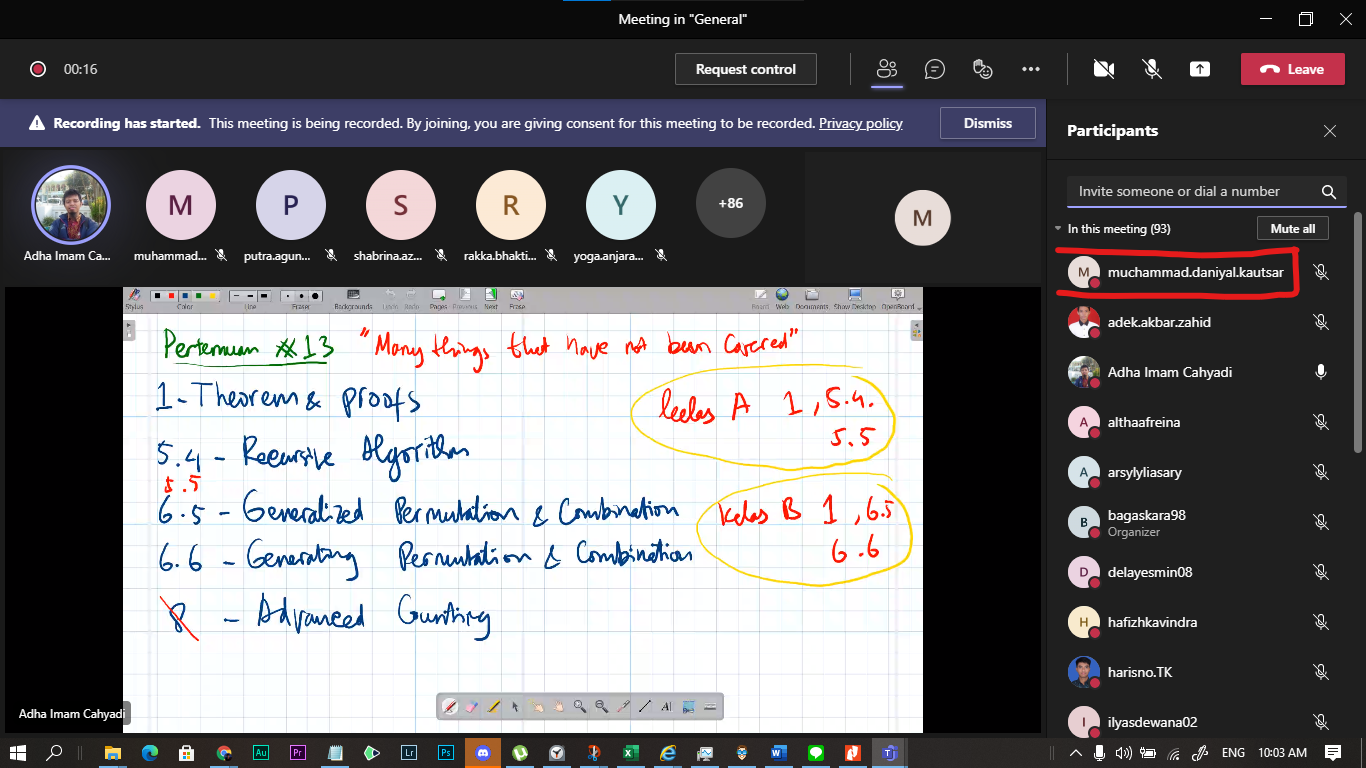 Meeting in "General"
00:16
Request control
Leave
Recording has started. This meeting is being recorded. By joining, you are giving consent for this meeting to be recorded. Privacy policy
Dismiss
Participants
Invite someone or dial a number
In this meeting (93)
Mute all
Adha Imam Ca...
M
muhammad...
P
putra.agun...
S
shabrina.az...
R
rakka.bhakti...
Y
yoga.anjara...
+86
M
M muchammad.daniyal.kautsar
adek.akbar.zahid
Adha Imam Cahyadi
A althaafreina
A arsylyliasary
B bagaskara98
Organizer
D delayesmin08
H hafizhkavindra
harisno.TK
I ilyasdewana02
Stylus
Color
Line
Eraser
Backgrounds
Undo
Redo
Pages
Previous
Next
Erase
Board
Web
Documents
Show Desktop
OpenBoard
Pertemuan #13 "Many things that have not been Covered"
1 - Theorem & proofs
kelas A 1, 5.4.
5.5
5.4 - Recursive Algorithm
5.5
6.5 - Generalized Permutation & Combination
kelas B 1, 6.5
6.6
6.6 - Generating Permutation & Combination
8 - Advanced Counting
Adha Imam Cahyadi
ENG
10:03 AM